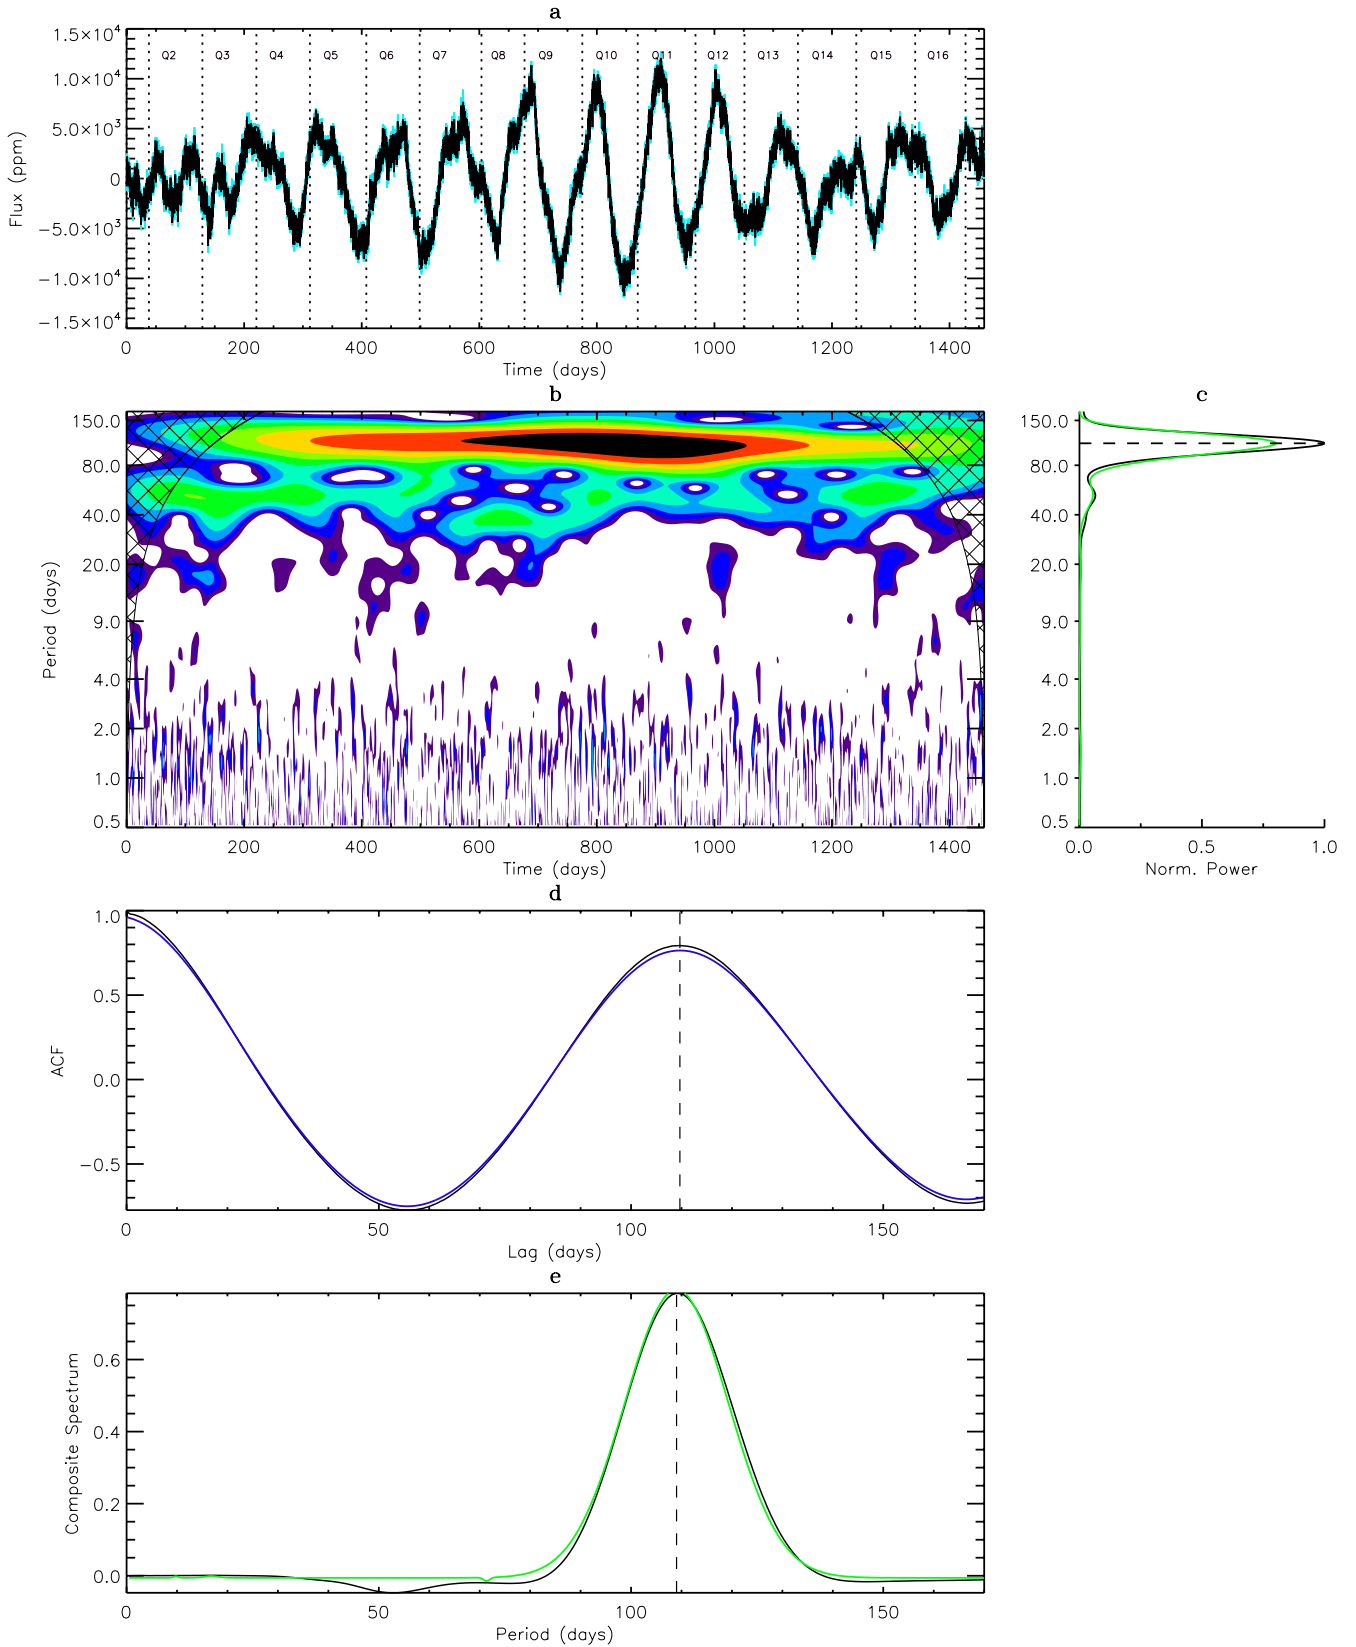 a
1.5×10⁴
1.0×10⁴
5.0×10³
0
−5.0×10³
−1.0×10⁴
−1.5×10⁴
Flux (ppm)
Q2 Q3 Q4 Q5 Q6 Q7 Q8 Q9 Q10 Q11 Q12 Q13 Q14 Q15 Q16
0 200 400 600 800 1000 1200 1400
Time (days)
b
150.0
80.0
40.0
20.0
9.0
4.0
2.0
1.0
0.5
Period (days)
0 200 400 600 800 1000 1200 1400
Time (days)
c
150.0
80.0
40.0
20.0
9.0
4.0
2.0
1.0
0.5
0.0 0.5 1.0
Norm. Power
d
1.0
0.5
0.0
−0.5
ACF
0 50 100 150
Lag (days)
e
0.6
0.4
0.2
0.0
Composite Spectrum
0 50 100 150
Period (days)